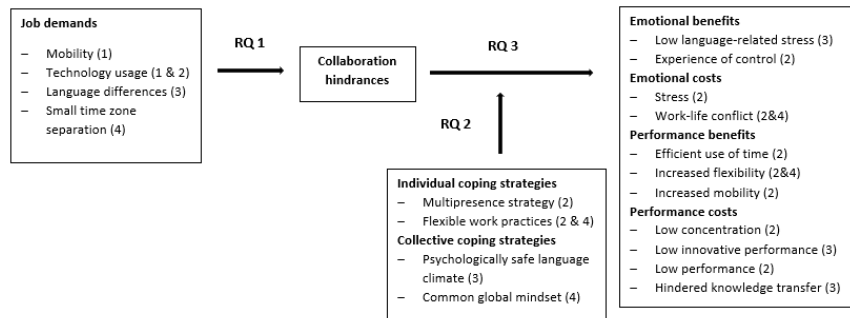 Job demands
– Mobility (1)
– Technology usage (1 & 2)
– Language differences (3)
– Small time zone
separation (4)
RQ 1
Collaboration
hindrances
RQ 3
RQ 2
Individual coping strategies
– Multipresence strategy (2)
– Flexible work practices (2 & 4)
Collective coping strategies
– Psychologically safe language
climate (3)
– Common global mindset (4)
Emotional benefits
– Low language-related stress (3)
– Experience of control (2)
Emotional costs
– Stress (2)
– Work-life conflict (2&4)
Performance benefits
– Efficient use of time (2)
– Increased flexibility (2&4)
– Increased mobility (2)
Performance costs
– Low concentration (2)
– Low innovative performance (3)
– Low performance (2)
– Hindered knowledge transfer (3)